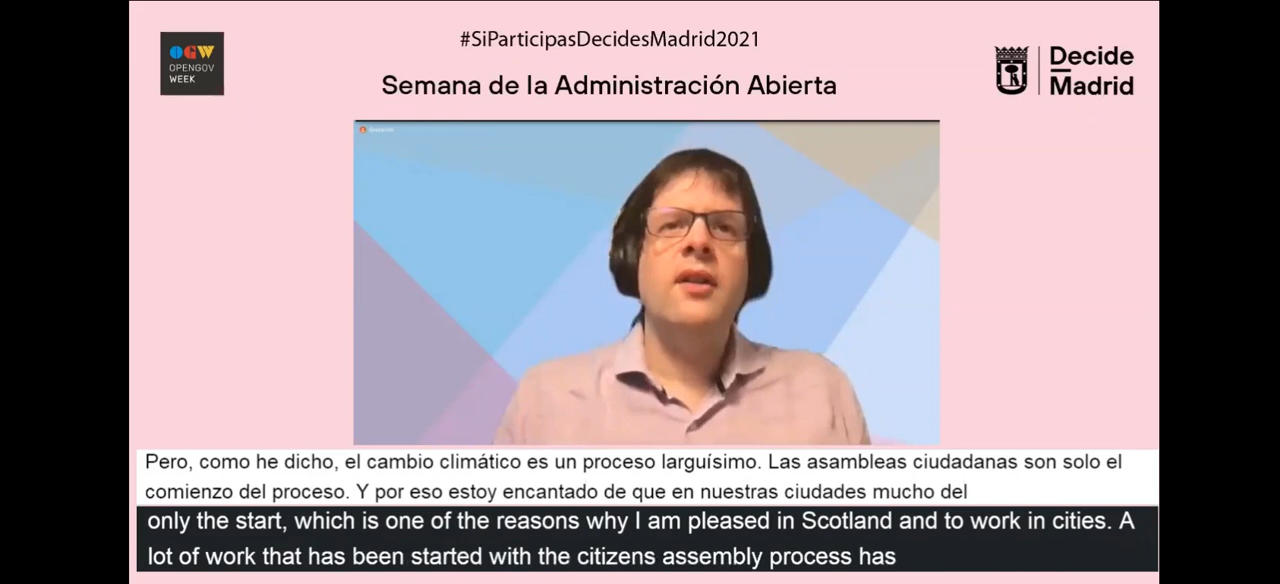 #SiParticipasDecidesMadrid2021
OGW
OPENGOV
WEEK
Semana de la Administración Abierta
Decide
Madrid
Pero, como he dicho, el cambio climático es un proceso larguísimo. Las asambleas ciudadanas son solo el
comienzo del proceso. Y por eso estoy encantado de que en nuestras ciudades mucho del
only the start, which is one of the reasons why I am pleased in Scotland and to work in cities. A
lot of work that has been started with the citizens assembly process has